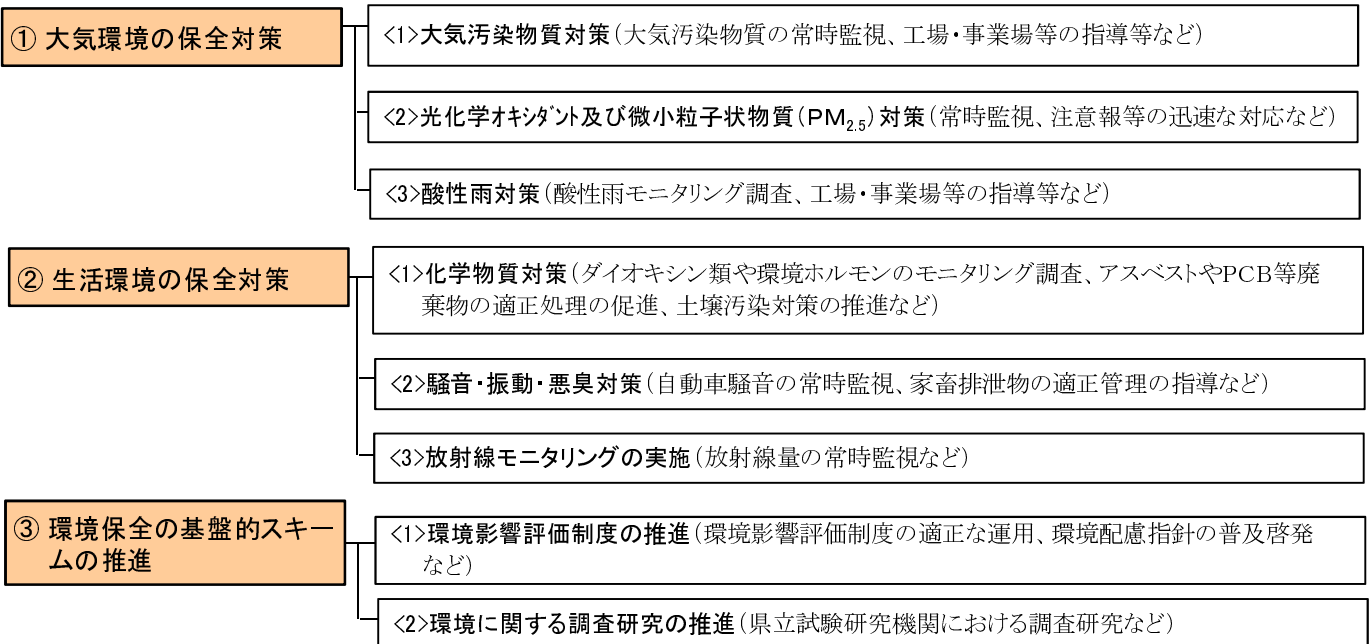 ① 大気環境の保全対策
<1>大気汚染物質対策(大気汚染物質の常時監視、工場・事業場等の指導等など)
<2>光化学オキシダント及び微小粒子状物質(PM2.5)対策(常時監視、注意報等の迅速な対応など)
<3>酸性雨対策(酸性雨モニタリング調査、工場・事業場等の指導等など)
② 生活環境の保全対策
<1>化学物質対策(ダイオキシン類や環境ホルモンのモニタリング調査、アスベストやPCB等廃
棄物の適正処理の促進、土壌汚染対策の推進など)
<2>騒音・振動・悪臭対策(自動車騒音の常時監視、家畜排泄物の適正管理の指導など)
<3>放射線モニタリングの実施(放射線量の常時監視など)
③ 環境保全の基盤的スキー
ムの推進
<1>環境影響評価制度の推進(環境影響評価制度の適正な運用、環境配慮指針の普及啓発
など)
<2>環境に関する調査研究の推進(県立試験研究機関における調査研究など)